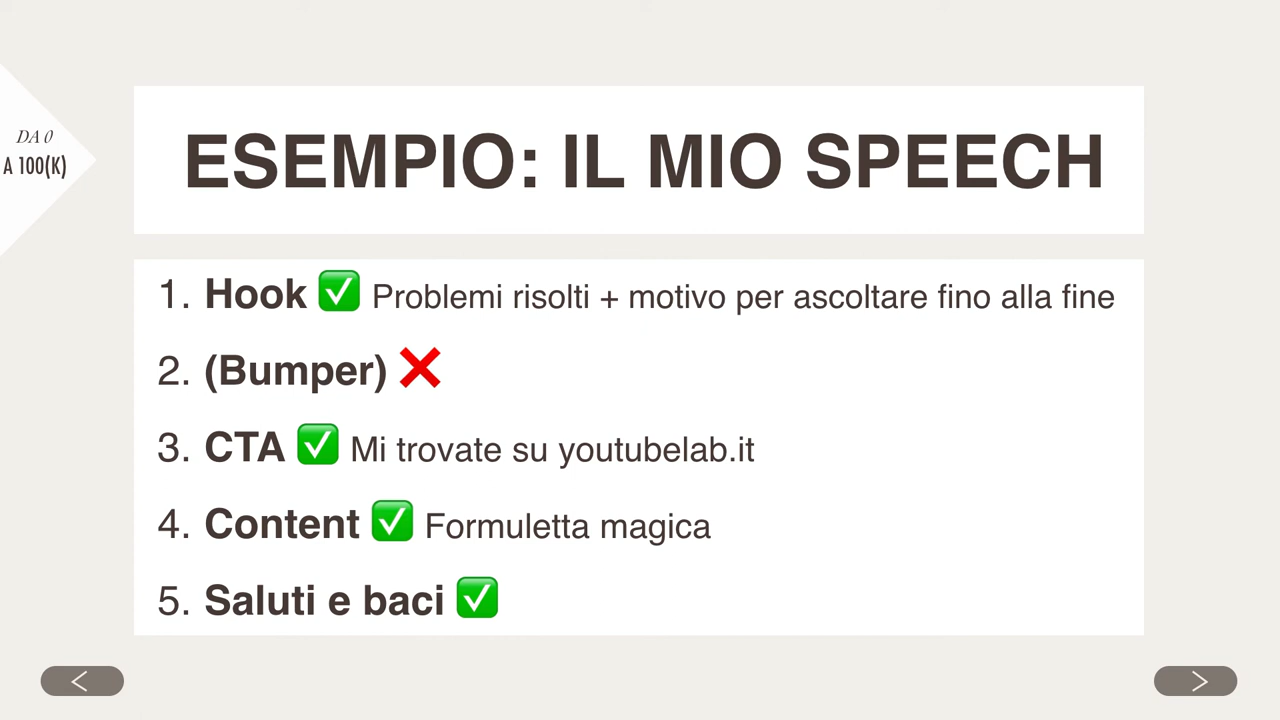 DA 0
A 100(K)
ESEMPIO: IL MIO SPEECH
1. Hook ✅ Problemi risolti + motivo per ascoltare fino alla fine
2. (Bumper) ❌
3. CTA ✅ Mi trovate su youtubelab.it
4. Content ✅ Formuletta magica
5. Saluti e baci ✅